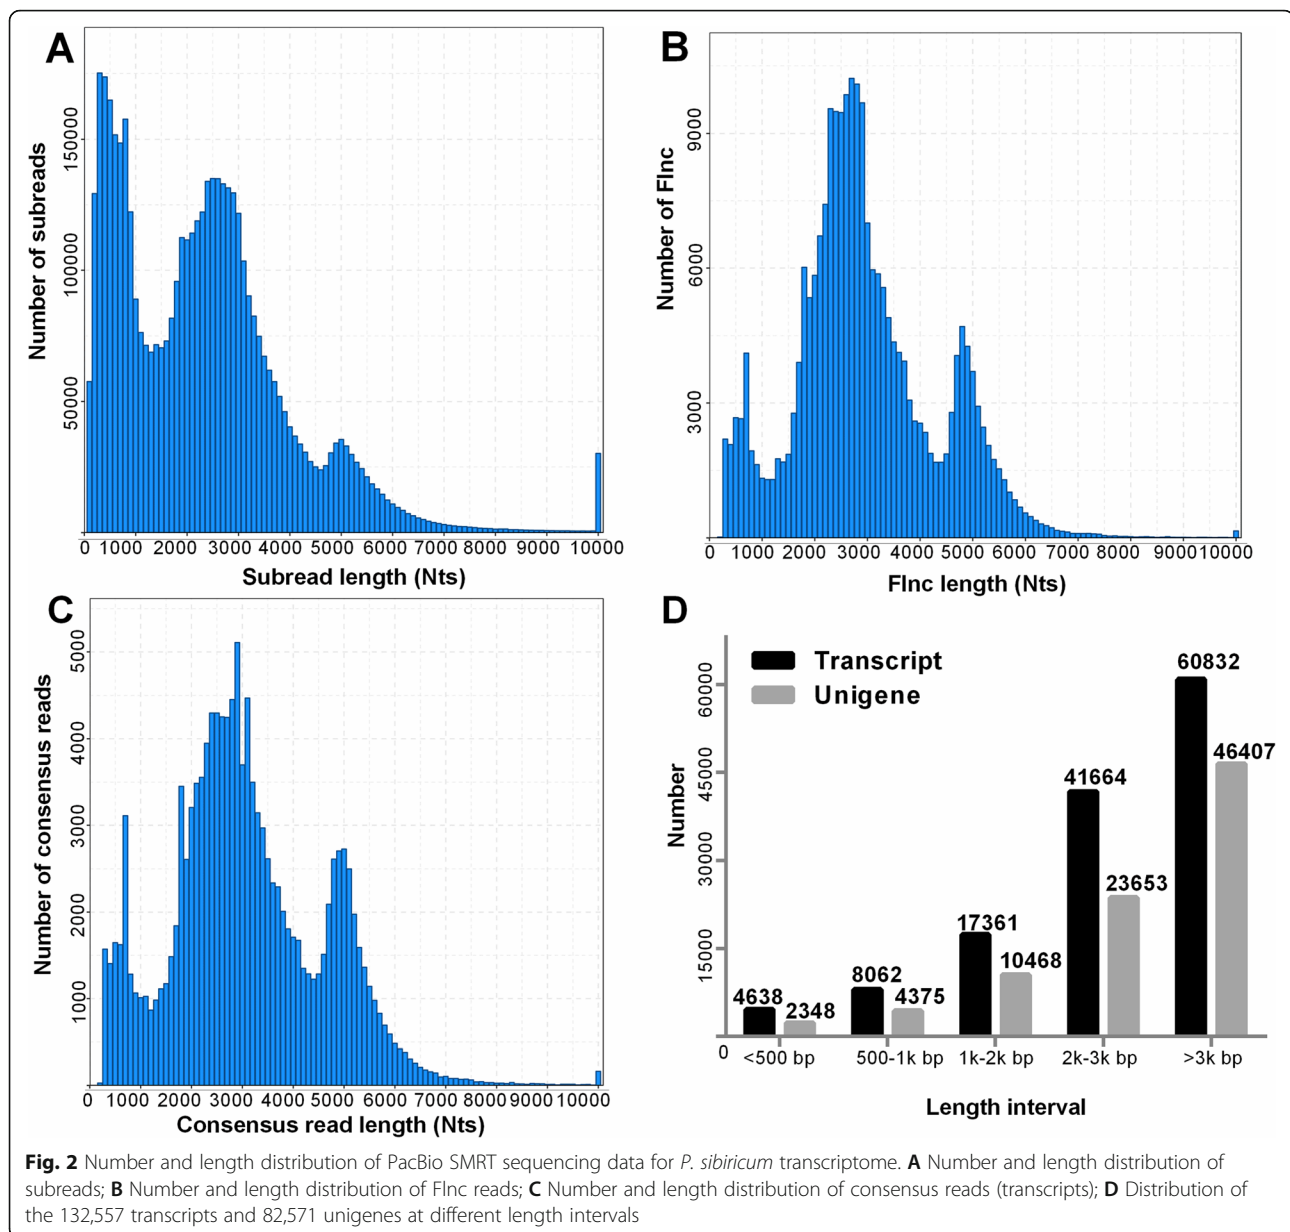 A
Number of subreads
150000
100000
50000
0 1000 2000 3000 4000 5000 6000 7000 8000 9000 10000
Subread length (Nts)
B
Number of Flnc
9000
6000
3000
0 1000 2000 3000 4000 5000 6000 7000 8000 9000 10000
Flnc length (Nts)
C
Number of consensus reads
5000
4000
3000
2000
1000
0 1000 2000 3000 4000 5000 6000 7000 8000 9000 10000
Consensus read length (Nts)
D
Transcript
Unigene
Number
60000
45000
30000
15000
0
4638
2348
8062
4375
17361
10468
41664
23653
60832
46407
<500 bp 500-1k bp 1k-2k bp 2k-3k bp >3k bp
Length interval
Fig. 2 Number and length distribution of PacBio SMRT sequencing data for P. sibiricum transcriptome. A Number and length distribution of
subreads; B Number and length distribution of Flnc reads; C Number and length distribution of consensus reads (transcripts); D Distribution of
the 132,557 transcripts and 82,571 unigenes at different length intervals